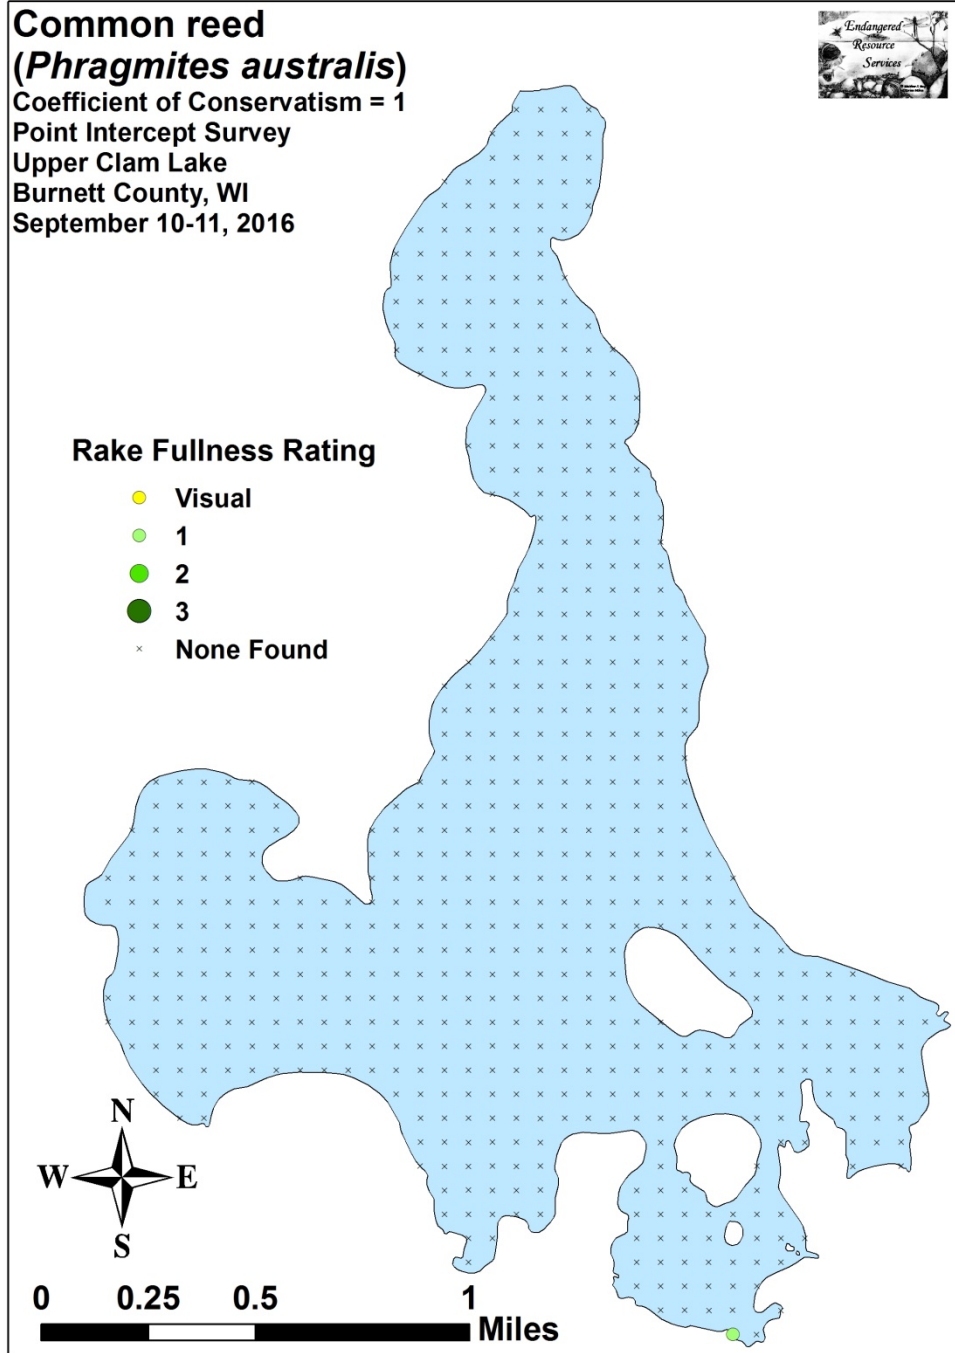 Common reed
(Phragmites australis)
Coefficient of Conservatism = 1
Point Intercept Survey
Upper Clam Lake
Burnett County, WI
September 10-11, 2016
Endangered
Resource
Services
Rake Fullness Rating
Visual
1
2
3
None Found
N
W E
S
0 0.25 0.5 1
Miles